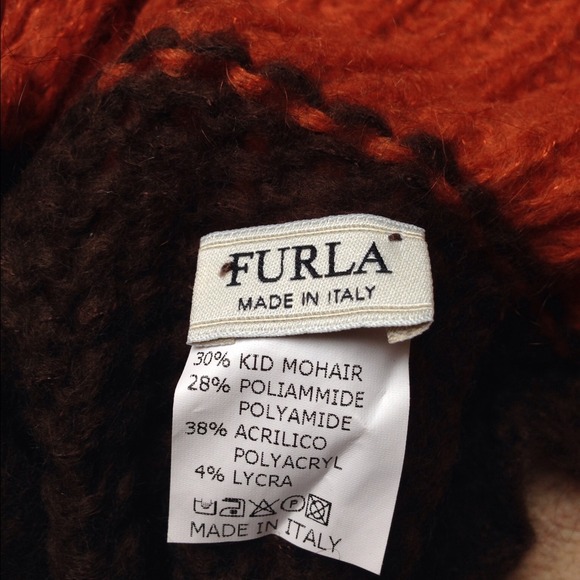 FURLA
MADE IN ITALY
30% KID MOHAIR
28% POLIAMMIDE
POLYAMIDE
38% ACRILICO
POLYACRYL
4% LYCRA
MADE IN ITALY